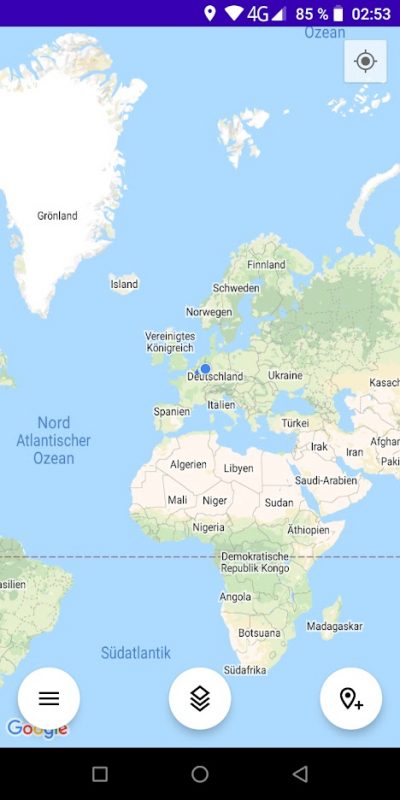 4G 85 % 02:53
Ozean
Grönland
Finnland
Island
Schweden
Norwegen
Vereinigtes
Königreich
Deutschland
Ukraine
Kasach
Spanien
Italien
Türkei
Nord
Atlantischer
Ozean
Irak
Iran
Afghan
Paki
Algerien
Libyen
Saudi-Arabien
Mali
Niger
Sudan
Nigeria
Äthiopien
Demokratische
Republik Kongo
asilien
Angola
Botsuana
Madagaskar
Südatlantik
Südafrika
Google